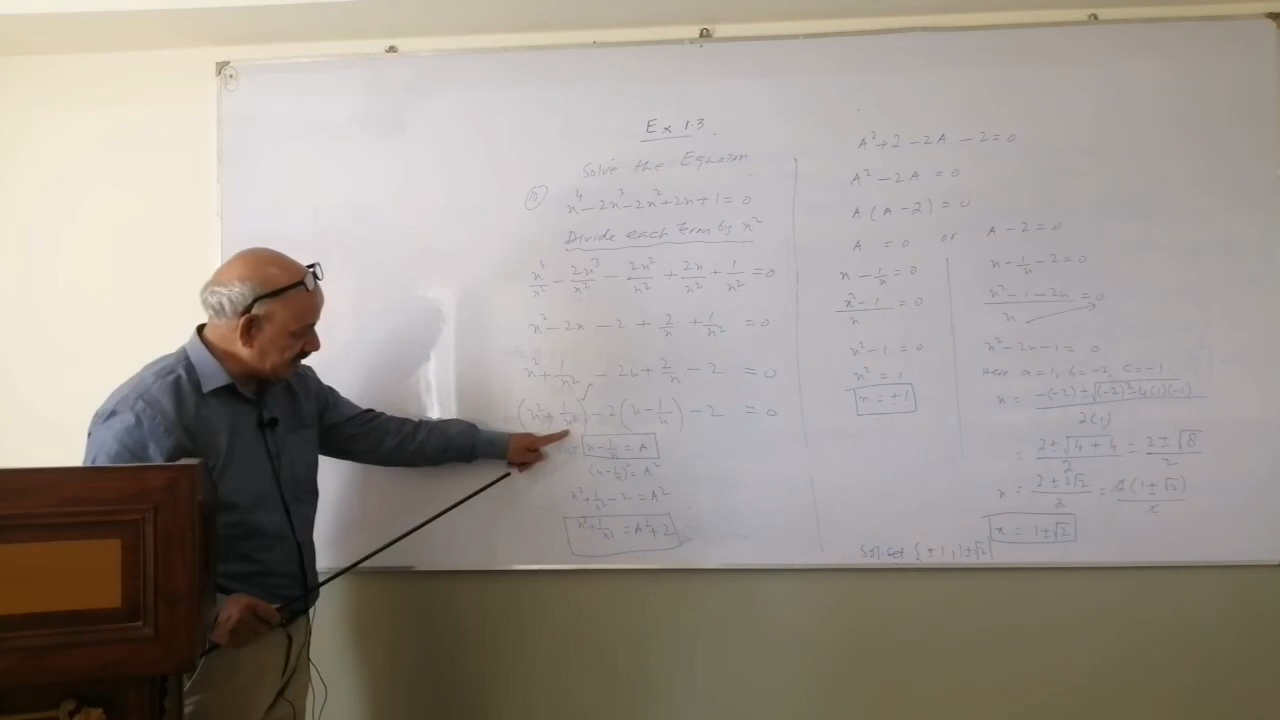 Ex 1.3
Solve the Equation
10 x⁴ - 2x³ - 2x² + 2x + 1 = 0
Divide each Term by x²
x⁴/x² - 2x³/x² - 2x²/x² + 2x/x² + 1/x² = 0
x² - 2x - 2 + 2/x + 1/x² = 0
x² + 1/x² - 2x + 2/x - 2 = 0
(x² + 1/x²) - 2(x - 1/x) - 2 = 0
x - 1/x = A
(x - 1/x)² = A²
x² + 1/x² - 2 = A²
x² + 1/x² = A² + 2
A² + 2 - 2A - 2 = 0
A² - 2A = 0
A(A - 2) = 0
A = 0 or A - 2 = 0
x - 1/x = 0
x² - 1/x = 0
x² - 1 = 0
x² = 1
x = ±1
x - 1/x - 2 = 0
x² - 1 - 2x/x = 0
x² - 2x - 1 = 0
Here a = 1, b = -2, c = -1
x = -(-2) ± √(-2)² - 4(1)(-1)/2(1)
= 2 ± √4 + 4/2 = 2 ± √8/2
x = 2 ± 2√2/2 = 2(1 ± √2)/2
x = 1 ± √2
Sol. set {±1, 1 ± √2}